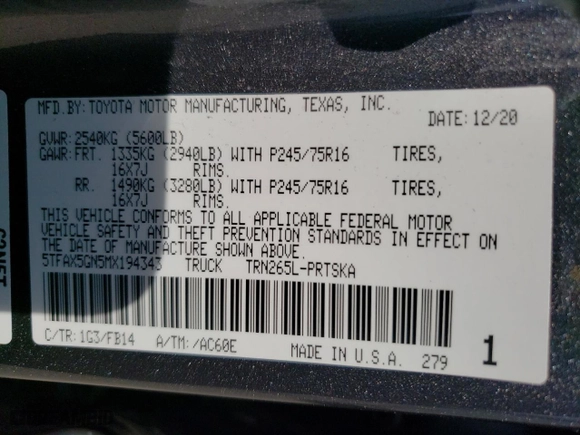 MFD.BY:TOYOTA MOTOR MANUFACTURING, TEXAS, INC.
DATE:12/20
GVWR:2540KG (5600LB)
GAWR:FRT. 1335KG (2940LB) WITH P245/75R16 TIRES,
16X7J RIMS.
RR. 1490KG (3280LB) WITH P245/75R16 TIRES,
16X7J RIMS.
THIS VEHICLE CONFORMS TO ALL APPLICABLE FEDERAL MOTOR
VEHICLE SAFETY AND THEFT PREVENTION STANDARDS IN EFFECT ON
THE DATE OF MANUFACTURE SHOWN ABOVE.
5TFAX5GN5MX194343 TRUCK TRN265L-PRTSKA
C/TR:1G3/FB14 A/TM:/AC60E MADE IN U.S.A. 279 1